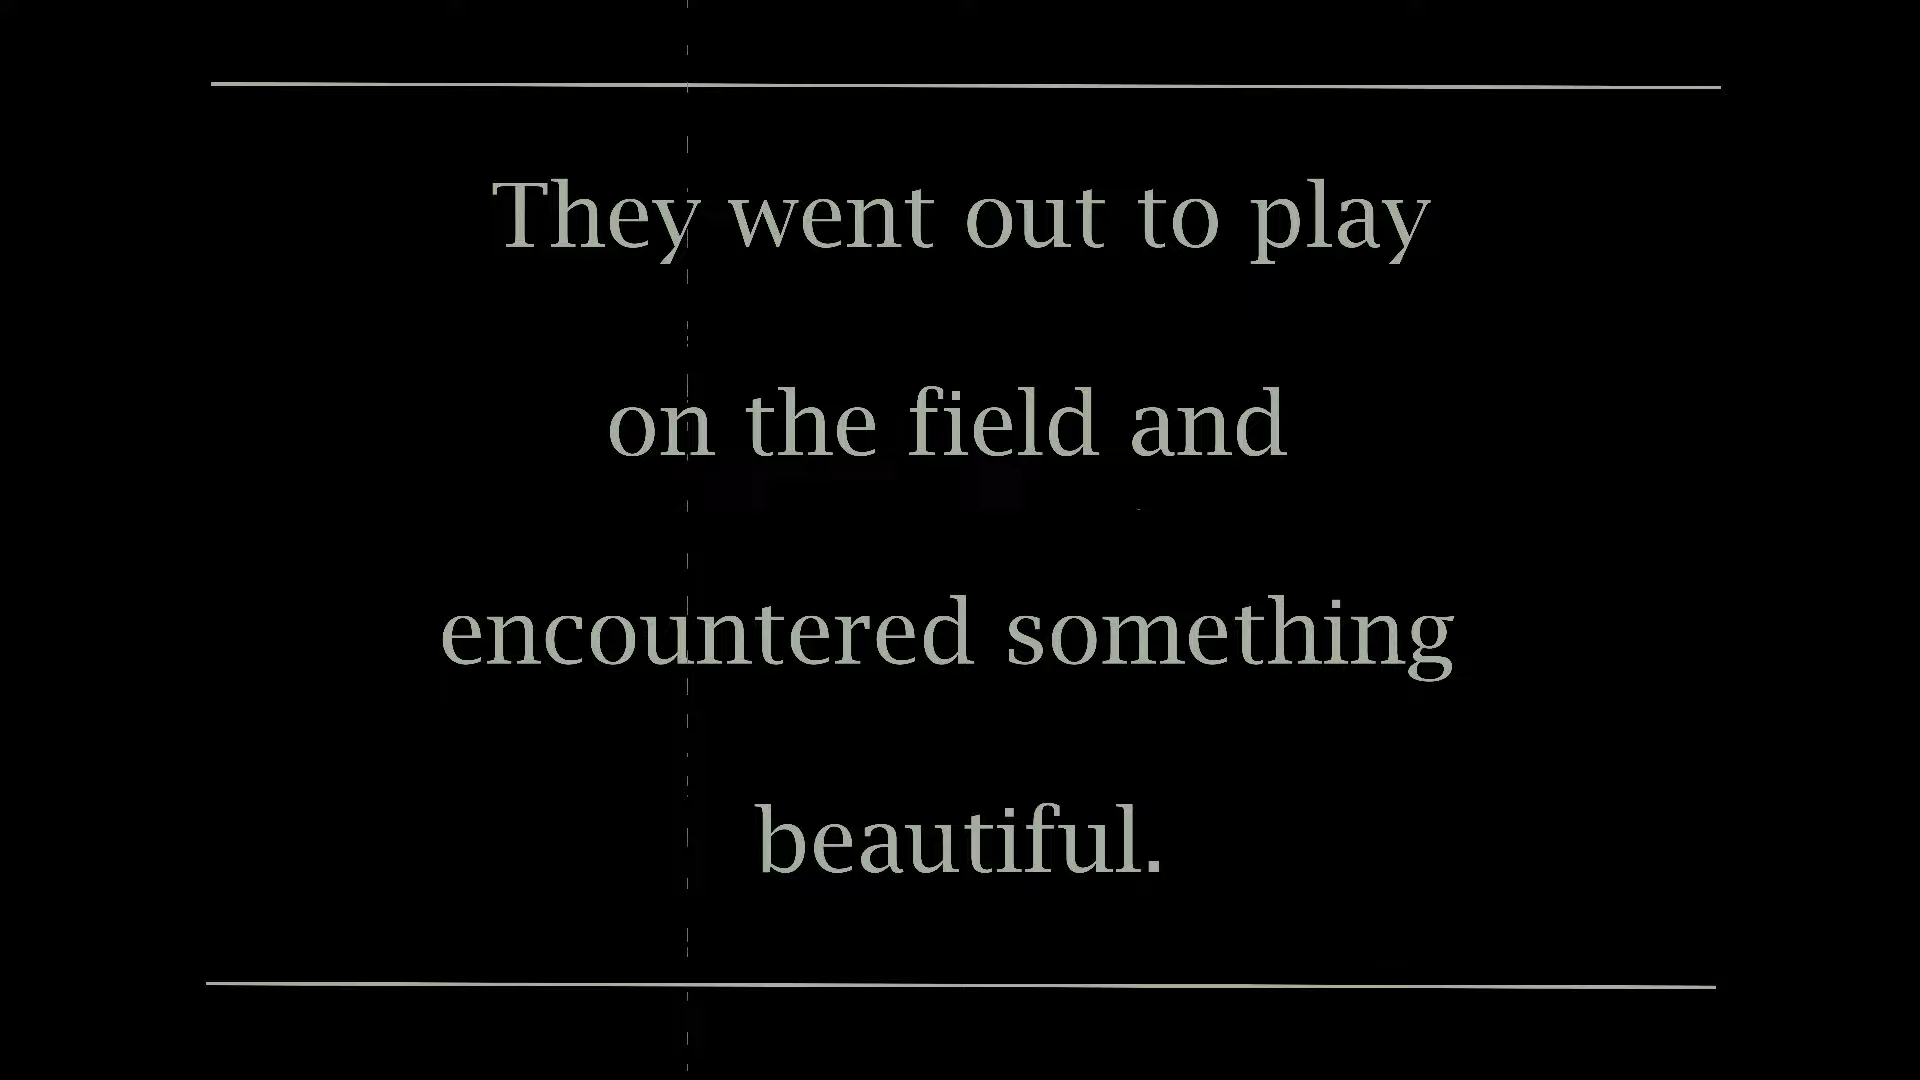 They went out to play
on the field and
encountered something
beautiful.